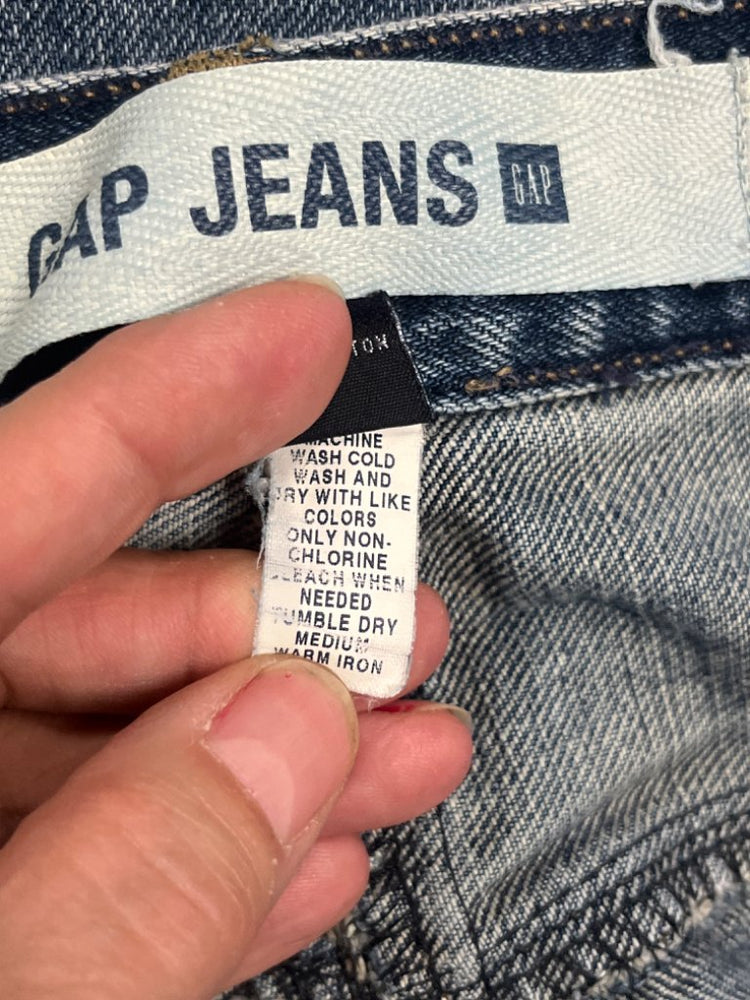 GAP JEANS GAP
TON
MACHINE
WASH COLD
WASH AND
DRY WITH LIKE
COLORS
ONLY NON-
CHLORINE
BLEACH WHEN
NEEDED
TUMBLE DRY
MEDIUM
WARM IRON